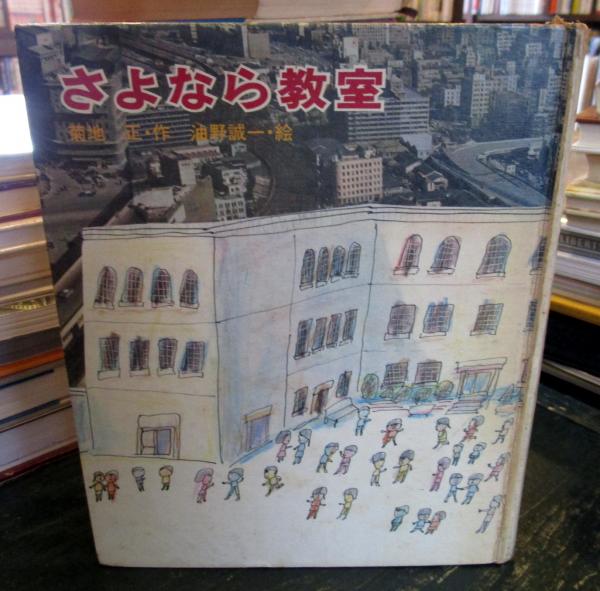 さよなら教室
菊地 正・作 油野誠一・絵